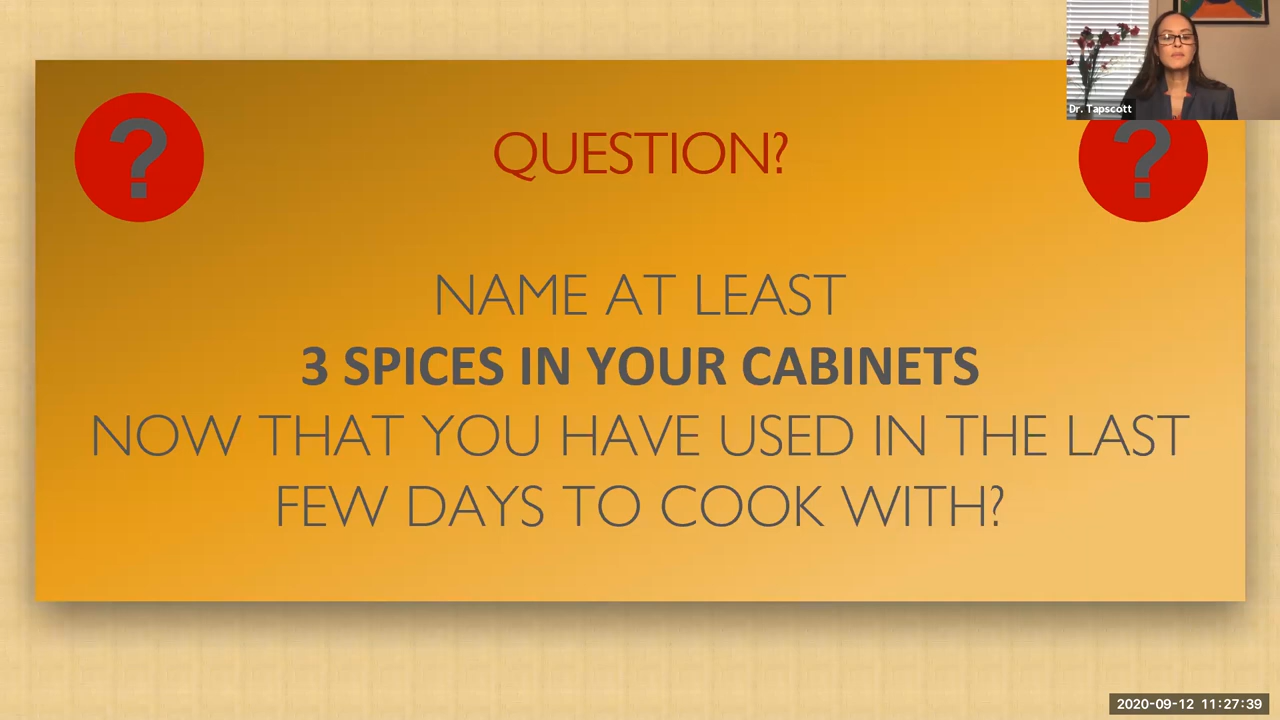 Dr. Tapscott
?
?
QUESTION?
NAME AT LEAST
3 SPICES IN YOUR CABINETS
NOW THAT YOU HAVE USED IN THE LAST
FEW DAYS TO COOK WITH?
2020-09-12 11:27:39